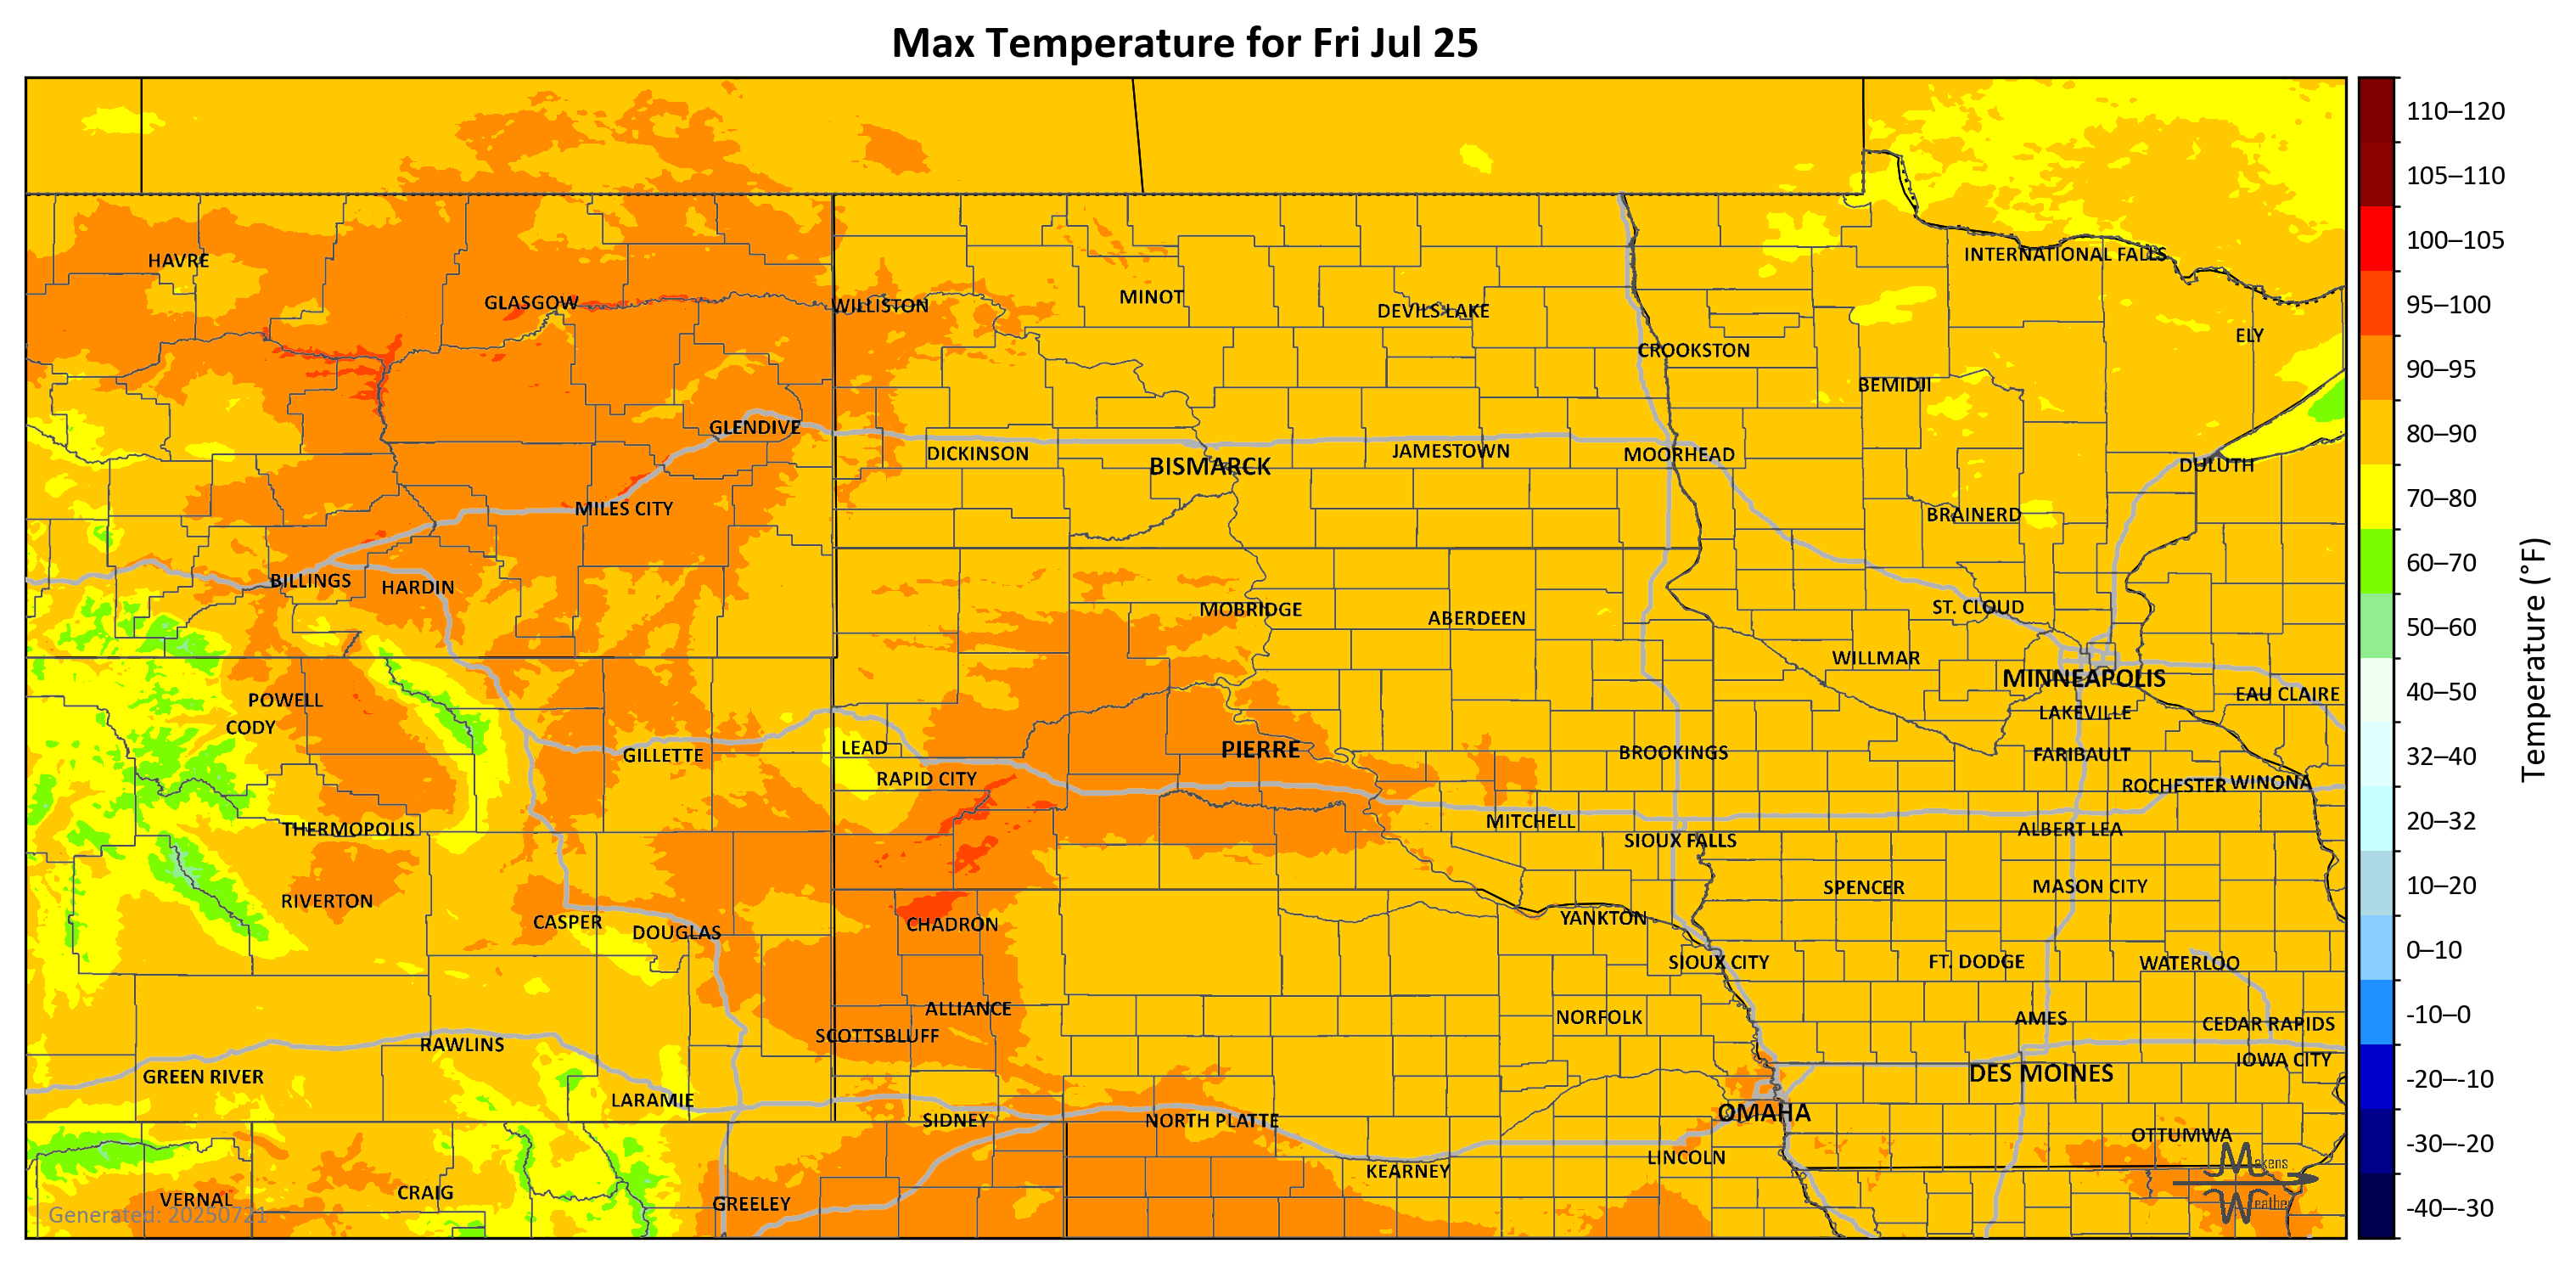 Max Temperature for Fri Jul 25
110–120
105–110
100–105
95–100
90–95
80–90
70–80
60–70
50–60
40–50
32–40
20–32
10–20
0–10
-10–0
-20–-10
-30–-20
-40–-30
Temperature (°F)
HAVRE
INTERNATIONAL FALLS
GLASGOW
WILLISTON
MINOT
DEVILS LAKE
ELY
CROOKSTON
BEMIDJI
GLENDIVE
DICKINSON
BISMARCK
JAMESTOWN
MOORHEAD
DULUTH
MILES CITY
BRAINERD
BILLINGS
HARDIN
MOBRIDGE
ABERDEEN
ST. CLOUD
WILLMAR
MINNEAPOLIS
EAU CLAIRE
POWELL
CODY
LAKEVILLE
GILLETTE
LEAD
PIERRE
BROOKINGS
FARIBAULT
RAPID CITY
ROCHESTER
WINONA
THERMOPOLIS
MITCHELL
SIOUX FALLS
ALBERT LEA
RIVERTON
SPENCER
MASON CITY
CASPER
DOUGLAS
CHADRON
YANKTON
SIOUX CITY
FT. DODGE
WATERLOO
ALLIANCE
NORFOLK
AMES
CEDAR RAPIDS
RAWLINS
SCOTTSBLUFF
IOWA CITY
GREEN RIVER
DES MOINES
LARAMIE
SIDNEY
NORTH PLATTE
OMAHA
OTTUMWA
KEARNEY
LINCOLN
VERNAL
CRAIG
GREELEY
Makens
Weather
Generated: 20250721